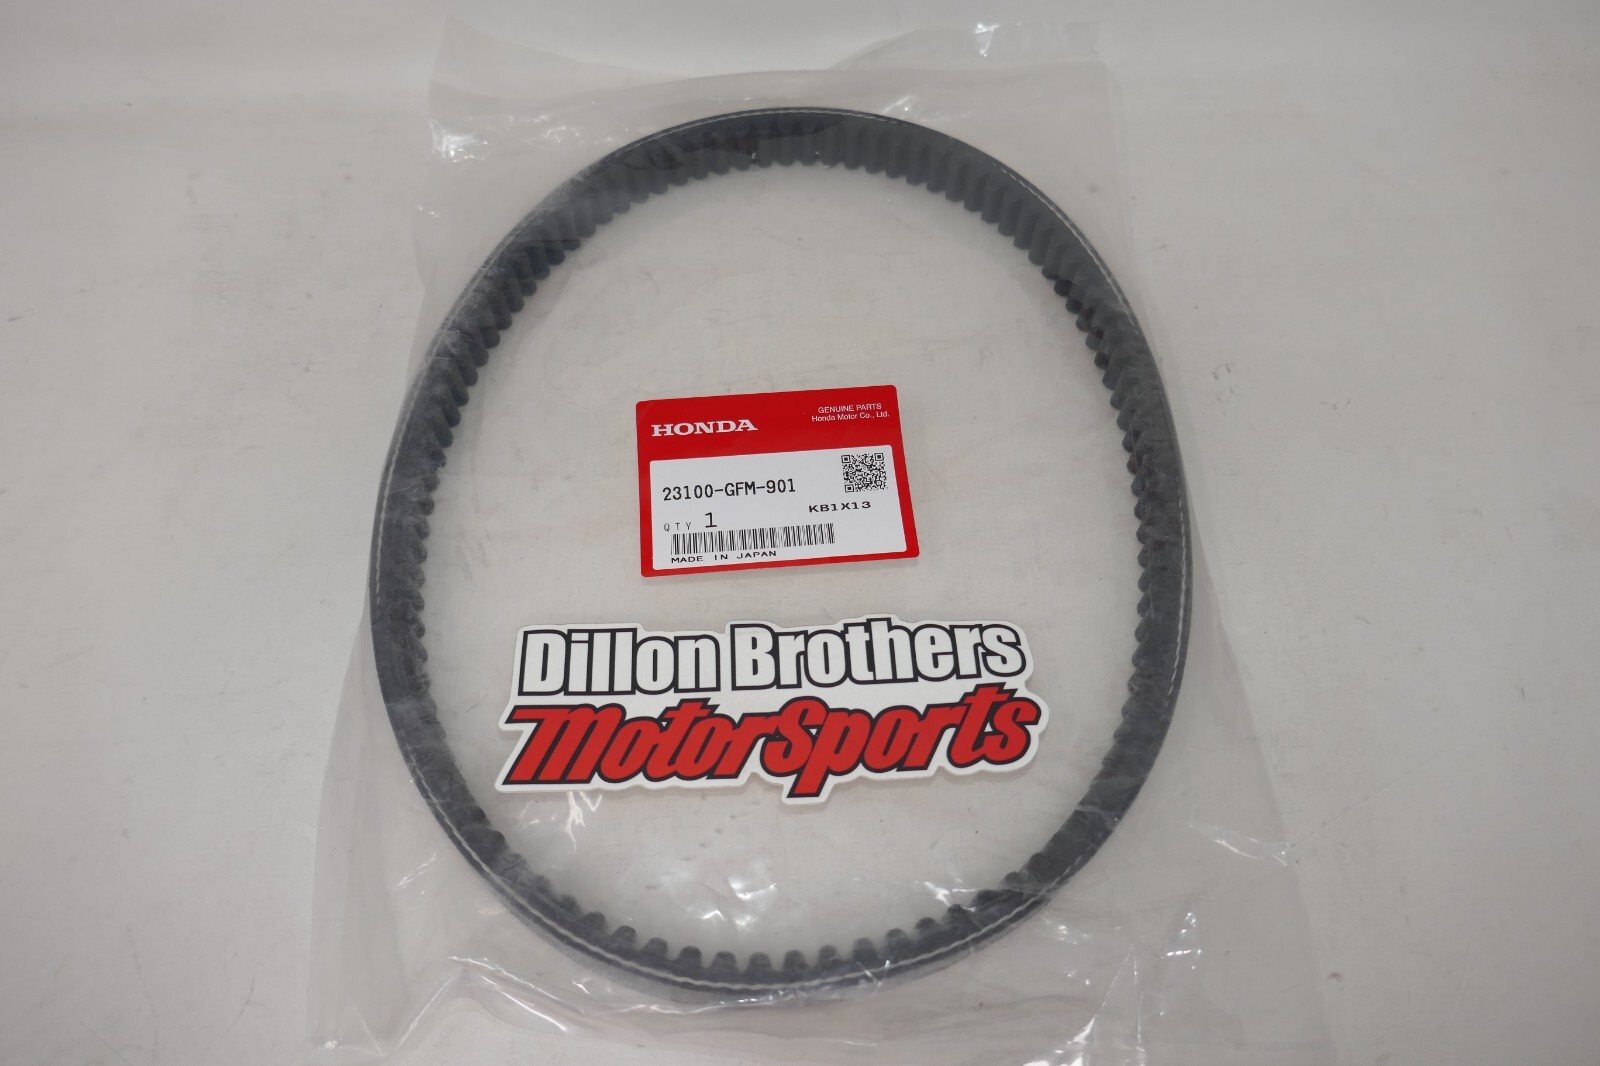 HONDA
GENUINE PARTS
Honda Motor Co., Ltd.
23100-GFM-901
KB1X13
QTY 1
MADE IN JAPAN
Dillon Brothers
MotorSports